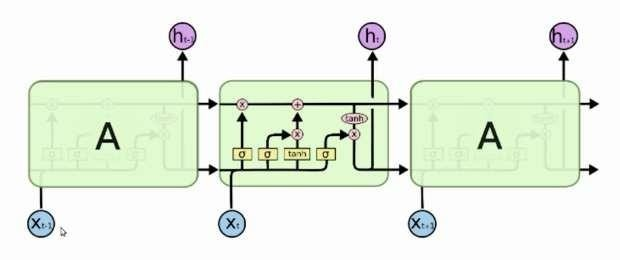 hₜ₋₁ hₜ hₜ₊₁
x + tanh
A x x A
σ σ tanh σ
Xₜ₋₁ Xₜ Xₜ₊₁